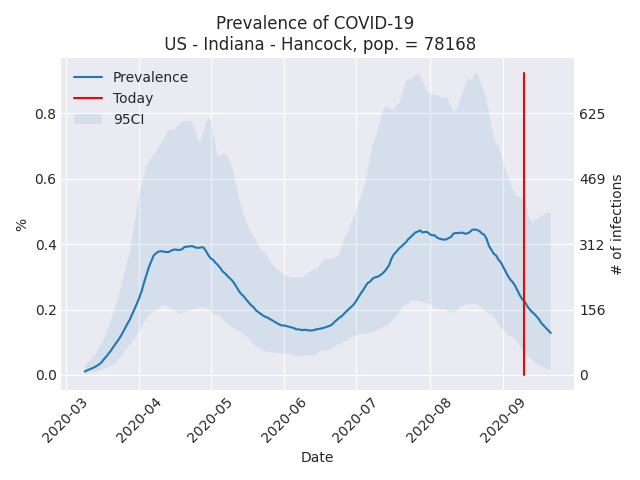 Prevalence of COVID-19
US - Indiana - Hancock, pop. = 78168
Prevalence
Today
95CI
%
0.8
0.6
0.4
0.2
0.0
625
469
312
156
0
# of infections
2020-03
2020-04
2020-05
2020-06
2020-07
2020-08
2020-09
Date